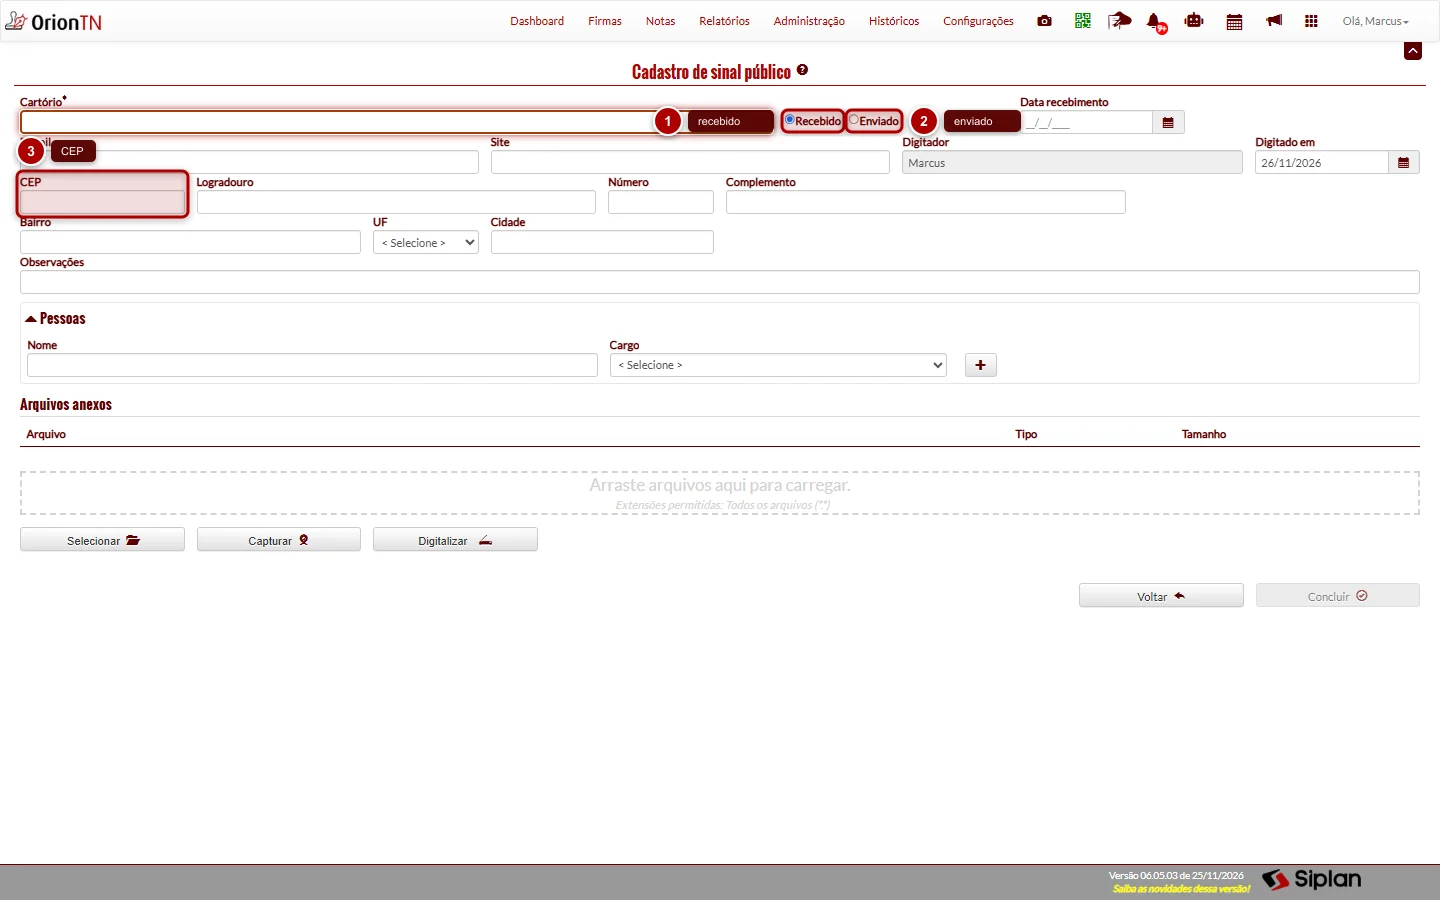 OrionTN
Dashboard Firmas Notas Relatórios Administração Históricos Configurações 9+ Olá, Marcus
Cadastro de sinal público ?
Cartório* Data recebimento
1 recebido Recebido Enviado 2 enviado __/__/____
Site Digitador Digitado em
3 CEP Marcus 26/11/2026
CEP Logradouro Número Complemento
Bairro UF Cidade
< Selecione >
Observações
Pessoas
Nome Cargo
< Selecione >
Arquivos anexos
Arquivo Tipo Tamanho
Arraste arquivos aqui para carregar.
Extensões permitidas: Todos os arquivos (*.*)
Selecionar Capturar Digitalizar
Voltar Concluir
Versão 06.05.03 de 25/11/2026
Saiba as novidades dessa versão!
Siplan